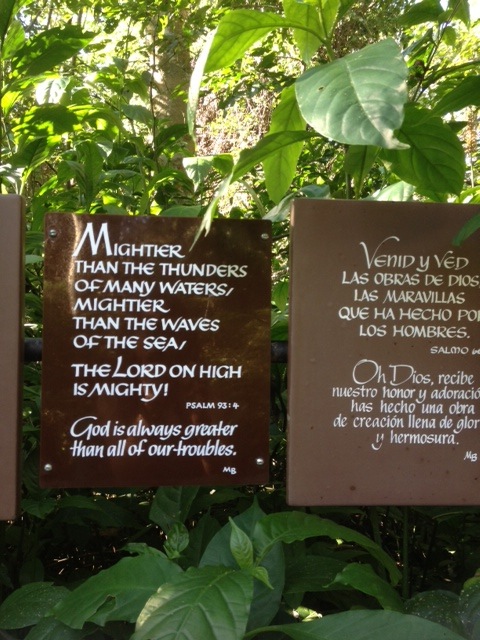 Mightier
than the thunders
of many waters,
mightier
than the waves
of the sea,
the Lord on high
is mighty!
Psalm 93:4
God is always greater
than all of our troubles.
MB
Venid y ved
las obras de Dios,
las maravillas
que ha hecho por
los hombres.
Salmo
Oh Dios, recibe
nuestro honor y
has hecho una obra
de creación llena de
y hermosura.
MB